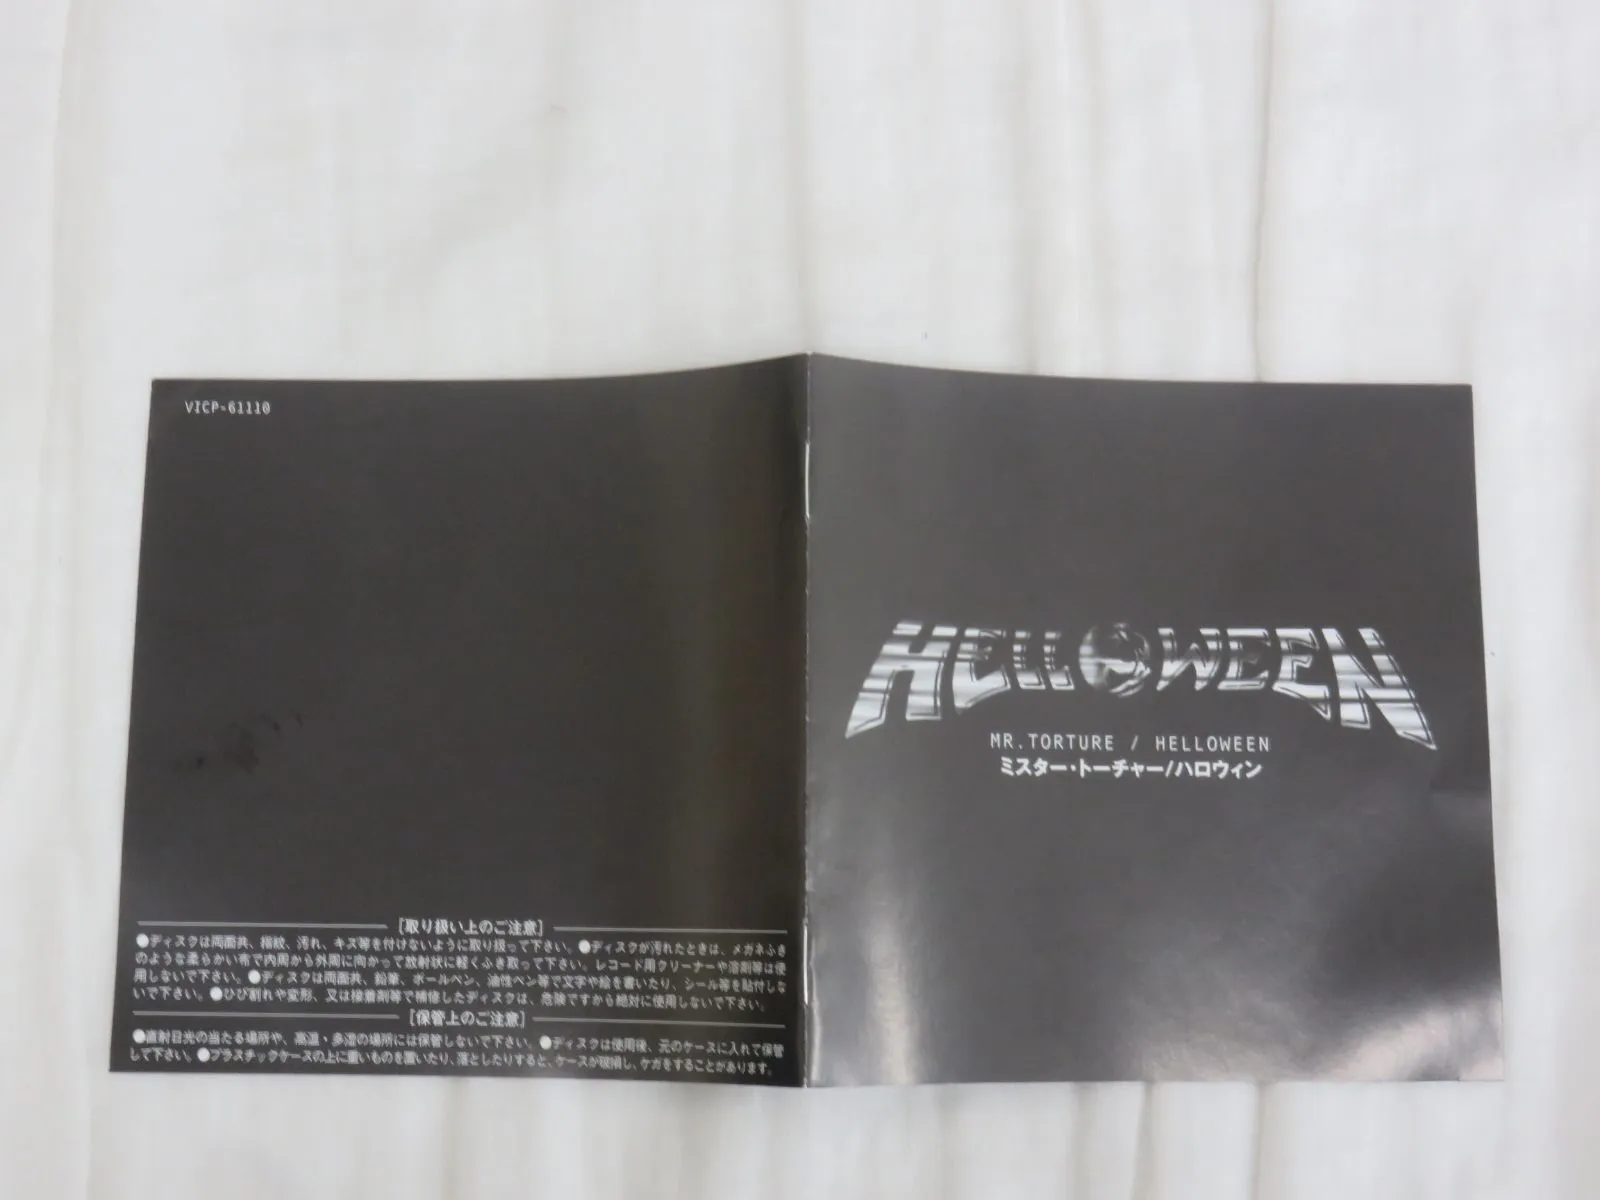 VICP-61110
[取り扱い上のご注意]
●ディスクは両面共、指紋、汚れ、キズ等を付けないように取り扱って下さい。●ディスクが汚れたときは、メガネふき
のような柔らかい布で内周から外周に向かって放射状に軽くふき取って下さい。レコード用クリーナーや溶剤等は使
用しないで下さい。●ディスクは両面共、鉛筆、ボールペン、油性ペン等で文字や絵を書いたり、シール等を貼付しな
いで下さい。●ひび割れや変形、又は接着剤等で補修したディスクは、危険ですから絶対に使用しないで下さい。
[保管上のご注意]
●直射日光の当たる場所や、高温・多湿の場所には保管しないで下さい。●ディスクは使用後、元のケースに入れて保管
して下さい。●プラスチックケースの上に重いものを置いたり、落としたりすると、ケースが破損し、ケガをすることがあります。
HELLOWEEN
MR.TORTURE / HELLOWEEN
ミスター・トーチャー/ハロウィン